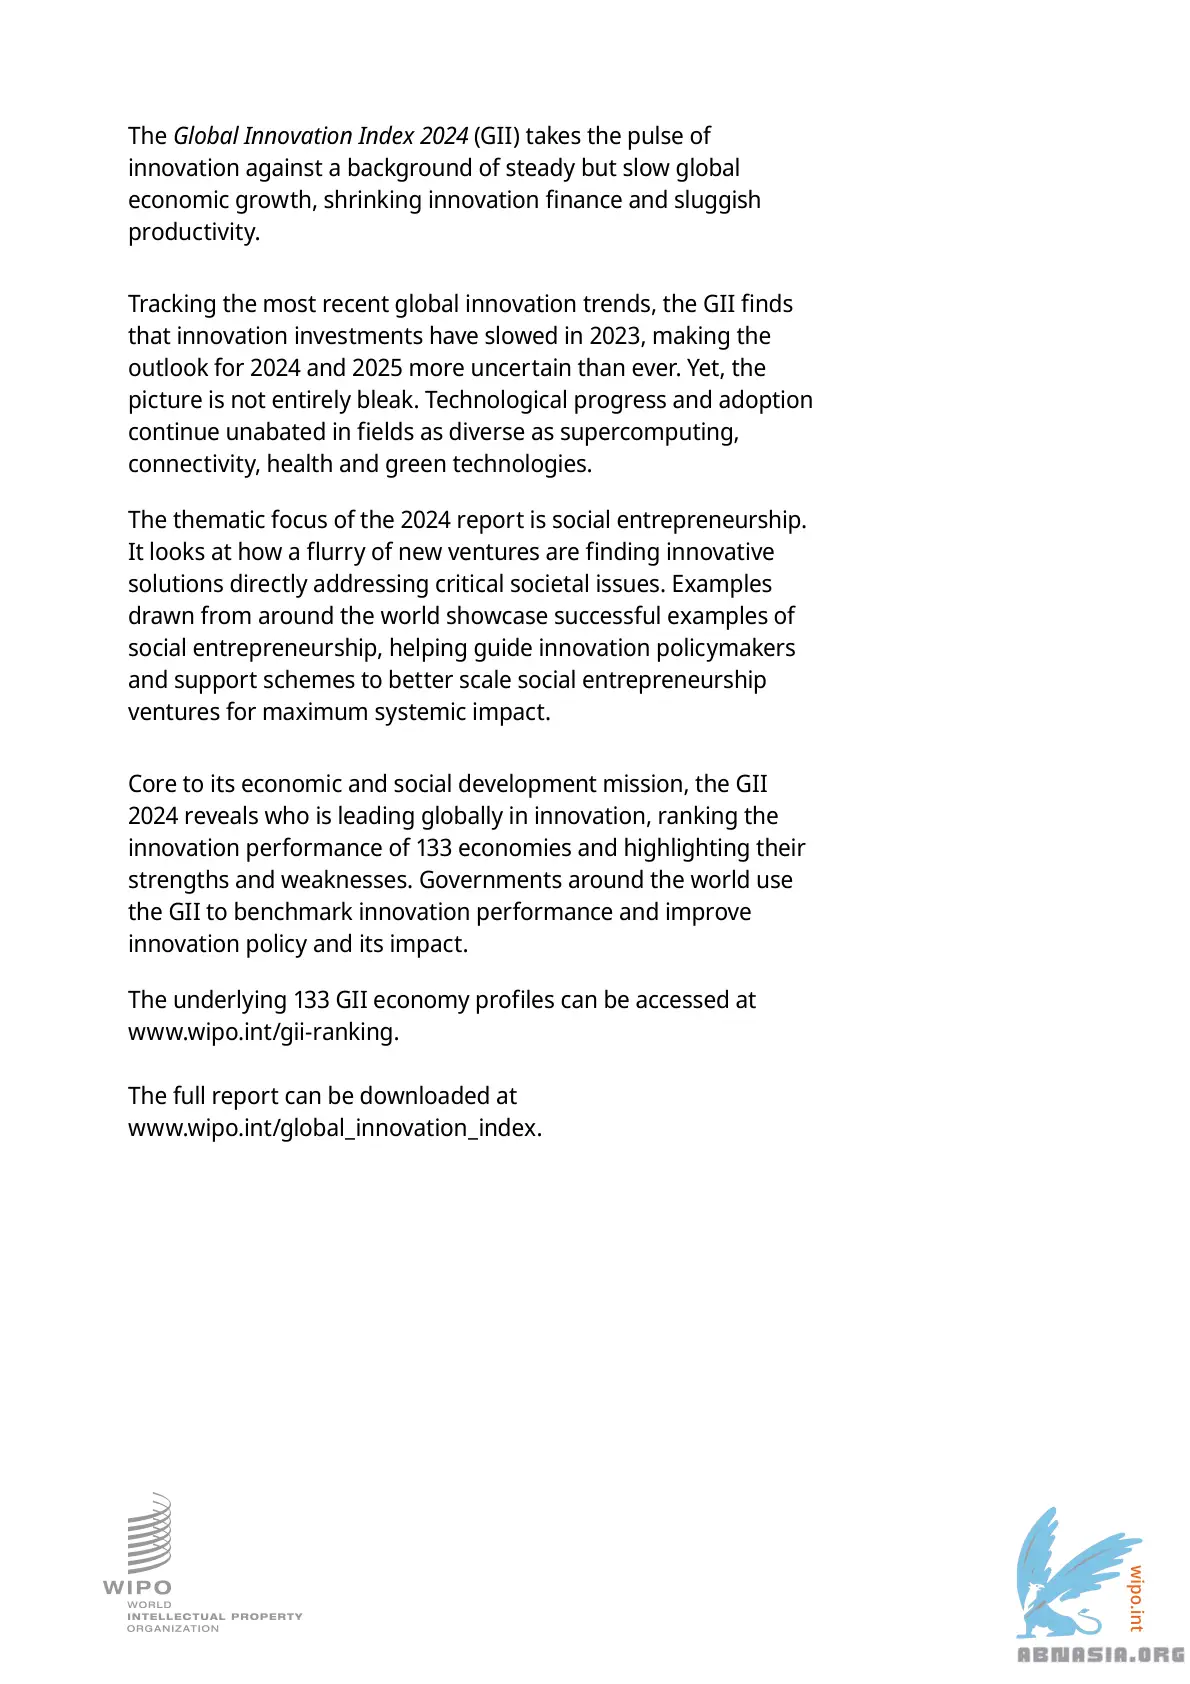 The Global Innovation Index 2024 (GII) takes the pulse of
innovation against a background of steady but slow global
economic growth, shrinking innovation finance and sluggish
productivity.
Tracking the most recent global innovation trends, the GII finds
that innovation investments have slowed in 2023, making the
outlook for 2024 and 2025 more uncertain than ever. Yet, the
picture is not entirely bleak. Technological progress and adoption
continue unabated in fields as diverse as supercomputing,
connectivity, health and green technologies.
The thematic focus of the 2024 report is social entrepreneurship.
It looks at how a flurry of new ventures are finding innovative
solutions directly addressing critical societal issues. Examples
drawn from around the world showcase successful examples of
social entrepreneurship, helping guide innovation policymakers
and support schemes to better scale social entrepreneurship
ventures for maximum systemic impact.
Core to its economic and social development mission, the GII
2024 reveals who is leading globally in innovation, ranking the
innovation performance of 133 economies and highlighting their
strengths and weaknesses. Governments around the world use
the GII to benchmark innovation performance and improve
innovation policy and its impact.
The underlying 133 GII economy profiles can be accessed at
www.wipo.int/gii-ranking.
The full report can be downloaded at
www.wipo.int/global_innovation_index.
WIPO
WORLD
INTELLECTUAL PROPERTY
ORGANIZATION
wipo.int
ABNASIA.ORG